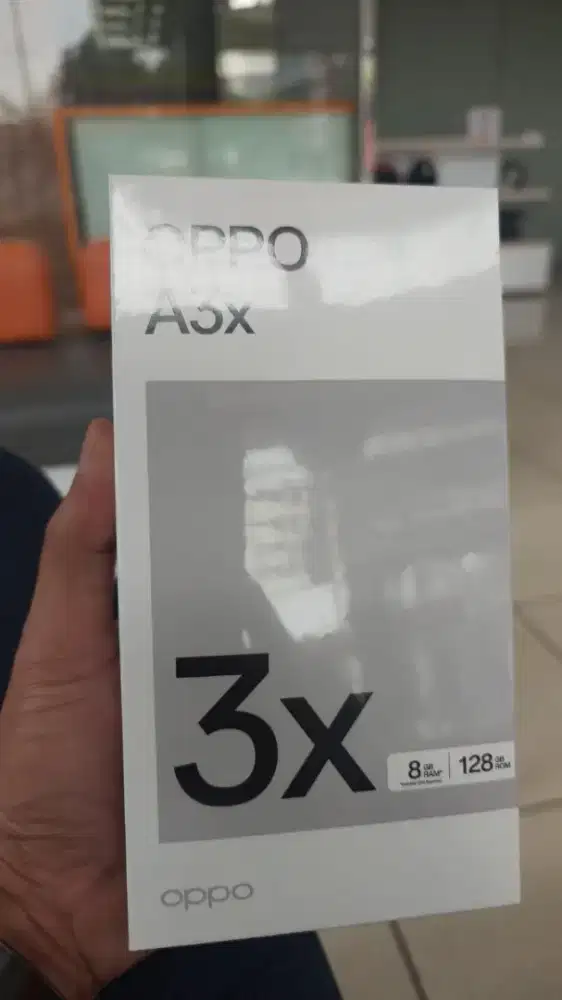 OPPO
A3x
3x
8 GB RAM* | 128 GB ROM
oppo